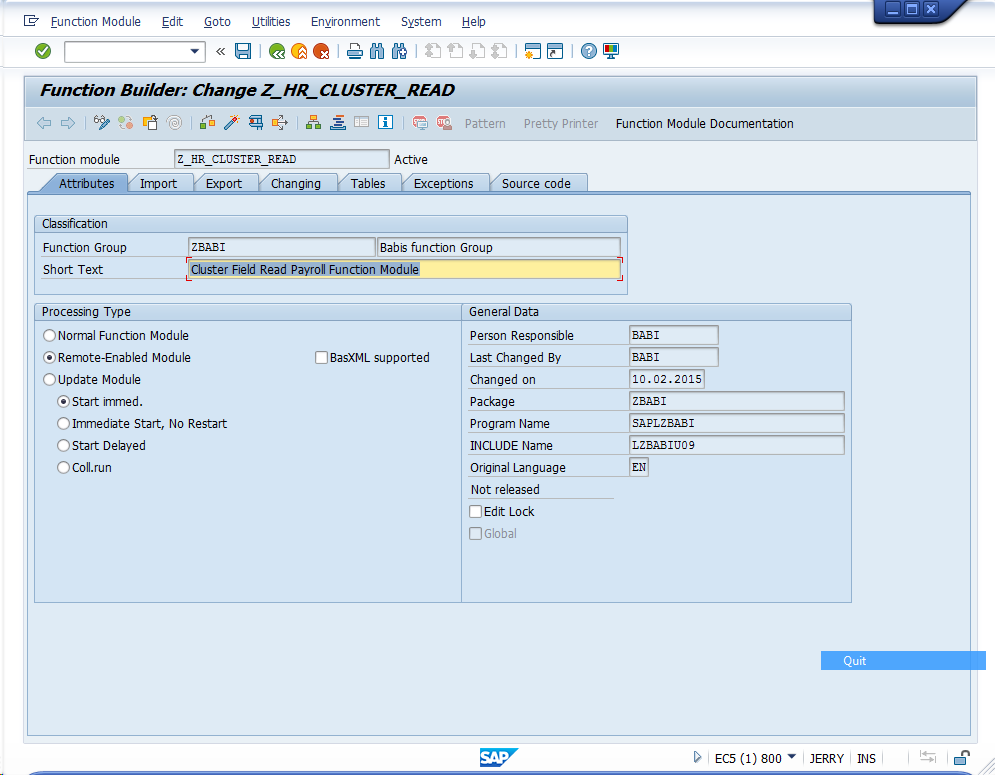 Function Module Edit Goto Utilities Environment System Help
Function Builder: Change Z_HR_CLUSTER_READ
Pattern Pretty Printer Function Module Documentation
Function module Z_HR_CLUSTER_READ Active
Attributes Import Export Changing Tables Exceptions Source code
Classification
Function Group ZBABI Babis function Group
Short Text Cluster Field Read Payroll Function Module
Processing Type
Normal Function Module
Remote-Enabled Module BasXML supported
Update Module
Start immed.
Immediate Start, No Restart
Start Delayed
Coll.run
General Data
Person Responsible BABI
Last Changed By BABI
Changed on 10.02.2015
Package ZBABI
Program Name SAPLZBABI
INCLUDE Name LZBABIU09
Original Language EN
Not released
Edit Lock
Global
Quit
SAP EC5 (1) 800 JERRY INS